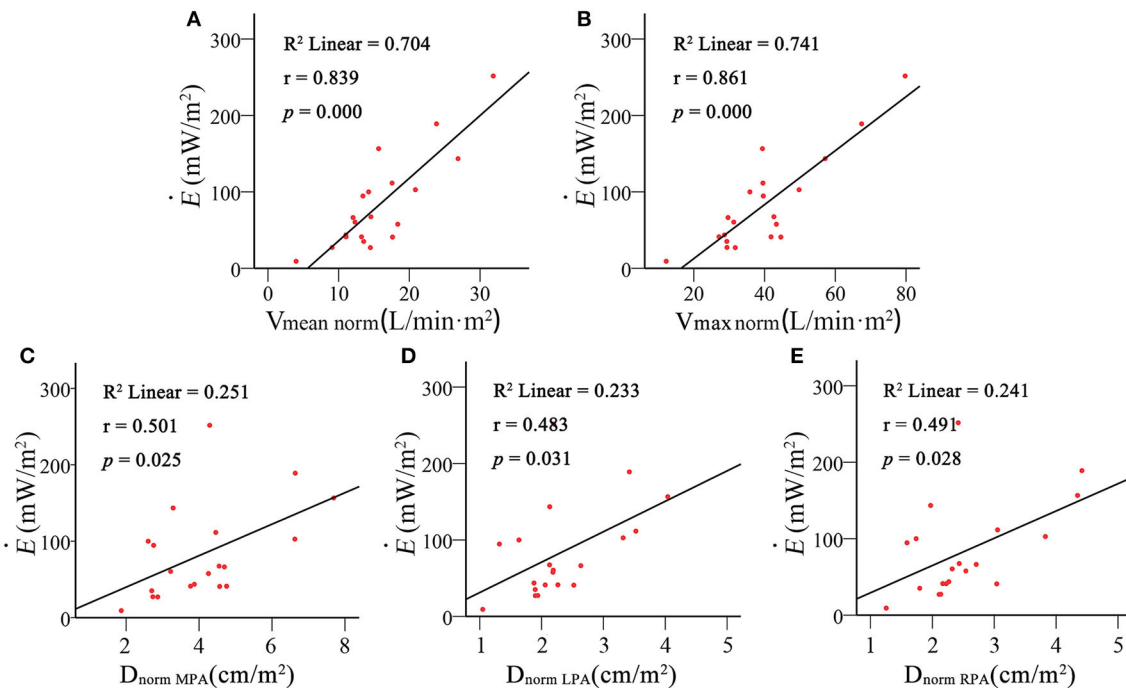 A
R² Linear = 0.704
r = 0.839
p = 0.000
Ė (mW/m²)
300
200
100
0
0 10 20 30
Vmean norm(L/min·m²)
B
R² Linear = 0.741
r = 0.861
p = 0.000
Ė (mW/m²)
300
200
100
0
20 40 60 80
Vmax norm(L/min·m²)
C
R² Linear = 0.251
r = 0.501
p = 0.025
Ė (mW/m²)
300
200
100
0
2 4 6 8
Dnorm MPA(cm/m²)
D
R² Linear = 0.233
r = 0.483
p = 0.031
Ė (mW/m²)
300
200
100
0
1 2 3 4 5
Dnorm LPA(cm/m²)
E
R² Linear = 0.241
r = 0.491
p = 0.028
Ė (mW/m²)
300
200
100
0
1 2 3 4 5
Dnorm RPA(cm/m²)